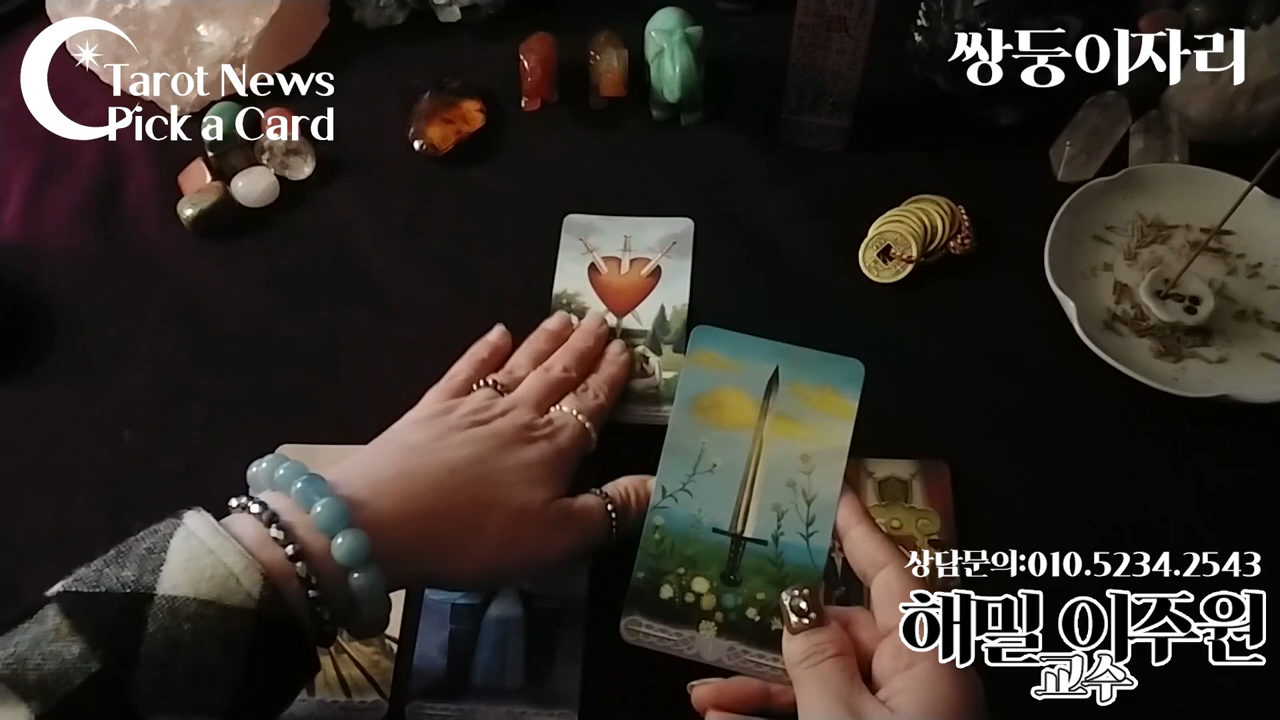 Tarot News
Pick a Card
쌍둥이자리
상담문의:010.5234.2543
해밀 이주원
교수